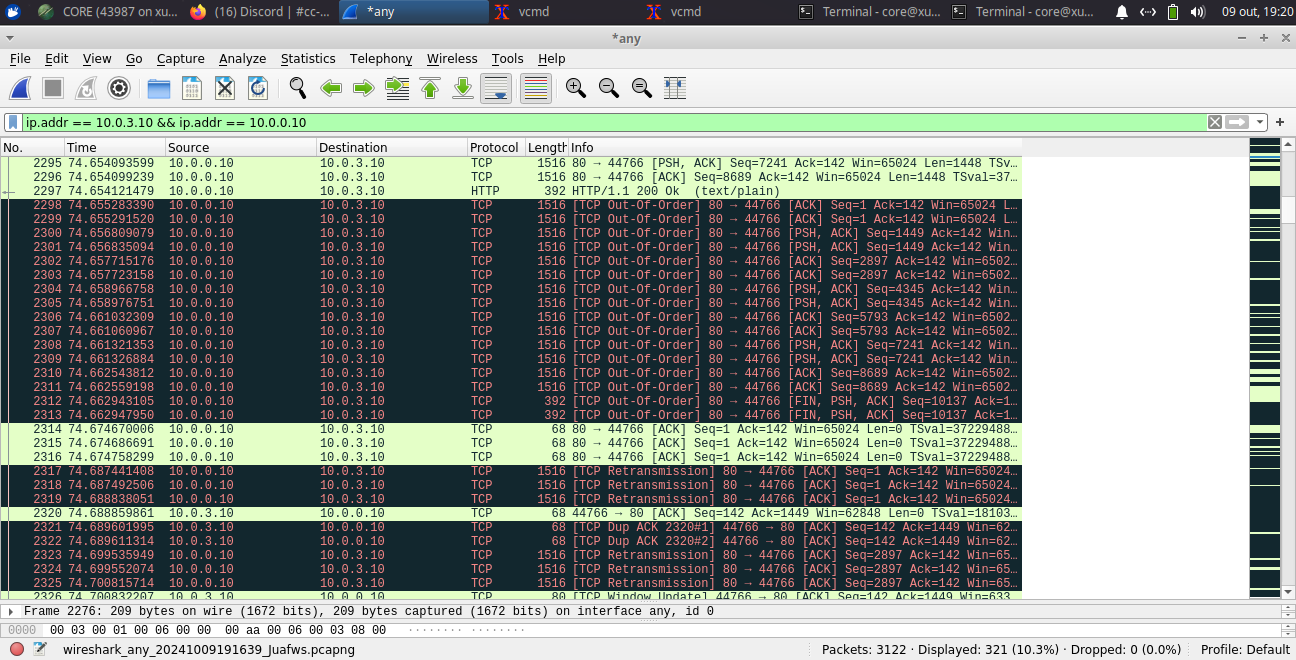 CORE (43987 on xu...
(16) Discord | #cc-...
*any
vcmd
vcmd
Terminal - core@xu...
Terminal - core@xu...
09 out, 19:20
*any
File Edit View Go Capture Analyze Statistics Telephony Wireless Tools Help
ip.addr == 10.0.3.10 && ip.addr == 10.0.0.10
No. Time Source Destination Protocol Length Info
2295 74.654093599 10.0.0.10 10.0.3.10 TCP 1516 80 → 44766 [PSH, ACK] Seq=7241 Ack=142 Win=65024 Len=1448 TSv…
2296 74.654099239 10.0.0.10 10.0.3.10 TCP 1516 80 → 44766 [ACK] Seq=8689 Ack=142 Win=65024 Len=1448 TSval=37…
2297 74.654121479 10.0.0.10 10.0.3.10 HTTP 392 HTTP/1.1 200 Ok (text/plain)
2298 74.655283390 10.0.0.10 10.0.3.10 TCP 1516 [TCP Out-Of-Order] 80 → 44766 [ACK] Seq=1 Ack=142 Win=65024 L…
2299 74.655291520 10.0.0.10 10.0.3.10 TCP 1516 [TCP Out-Of-Order] 80 → 44766 [ACK] Seq=1 Ack=142 Win=65024 L…
2300 74.656809079 10.0.0.10 10.0.3.10 TCP 1516 [TCP Out-Of-Order] 80 → 44766 [PSH, ACK] Seq=1449 Ack=142 Win…
2301 74.656835094 10.0.0.10 10.0.3.10 TCP 1516 [TCP Out-Of-Order] 80 → 44766 [PSH, ACK] Seq=1449 Ack=142 Win…
2302 74.657715176 10.0.0.10 10.0.3.10 TCP 1516 [TCP Out-Of-Order] 80 → 44766 [ACK] Seq=2897 Ack=142 Win=6502…
2303 74.657723158 10.0.0.10 10.0.3.10 TCP 1516 [TCP Out-Of-Order] 80 → 44766 [ACK] Seq=2897 Ack=142 Win=6502…
2304 74.658966758 10.0.0.10 10.0.3.10 TCP 1516 [TCP Out-Of-Order] 80 → 44766 [PSH, ACK] Seq=4345 Ack=142 Win…
2305 74.658976751 10.0.0.10 10.0.3.10 TCP 1516 [TCP Out-Of-Order] 80 → 44766 [PSH, ACK] Seq=4345 Ack=142 Win…
2306 74.661032309 10.0.0.10 10.0.3.10 TCP 1516 [TCP Out-Of-Order] 80 → 44766 [ACK] Seq=5793 Ack=142 Win=6502…
2307 74.661060967 10.0.0.10 10.0.3.10 TCP 1516 [TCP Out-Of-Order] 80 → 44766 [ACK] Seq=5793 Ack=142 Win=6502…
2308 74.661321353 10.0.0.10 10.0.3.10 TCP 1516 [TCP Out-Of-Order] 80 → 44766 [PSH, ACK] Seq=7241 Ack=142 Win…
2309 74.661326884 10.0.0.10 10.0.3.10 TCP 1516 [TCP Out-Of-Order] 80 → 44766 [PSH, ACK] Seq=7241 Ack=142 Win…
2310 74.662543812 10.0.0.10 10.0.3.10 TCP 1516 [TCP Out-Of-Order] 80 → 44766 [ACK] Seq=8689 Ack=142 Win=6502…
2311 74.662559198 10.0.0.10 10.0.3.10 TCP 1516 [TCP Out-Of-Order] 80 → 44766 [ACK] Seq=8689 Ack=142 Win=6502…
2312 74.662943105 10.0.0.10 10.0.3.10 TCP 392 [TCP Out-Of-Order] 80 → 44766 [FIN, PSH, ACK] Seq=10137 Ack=1…
2313 74.662947950 10.0.0.10 10.0.3.10 TCP 392 [TCP Out-Of-Order] 80 → 44766 [FIN, PSH, ACK] Seq=10137 Ack=1…
2314 74.674670006 10.0.0.10 10.0.3.10 TCP 68 80 → 44766 [ACK] Seq=1 Ack=142 Win=65024 Len=0 TSval=37229488…
2315 74.674686691 10.0.0.10 10.0.3.10 TCP 68 80 → 44766 [ACK] Seq=1 Ack=142 Win=65024 Len=0 TSval=37229488…
2316 74.674758299 10.0.0.10 10.0.3.10 TCP 68 80 → 44766 [ACK] Seq=1 Ack=142 Win=65024 Len=0 TSval=37229488…
2317 74.687441408 10.0.0.10 10.0.3.10 TCP 1516 [TCP Retransmission] 80 → 44766 [ACK] Seq=1 Ack=142 Win=65024…
2318 74.687492506 10.0.0.10 10.0.3.10 TCP 1516 [TCP Retransmission] 80 → 44766 [ACK] Seq=1 Ack=142 Win=65024…
2319 74.688838051 10.0.0.10 10.0.3.10 TCP 1516 [TCP Retransmission] 80 → 44766 [ACK] Seq=1 Ack=142 Win=65024…
2320 74.688859861 10.0.3.10 10.0.0.10 TCP 68 44766 → 80 [ACK] Seq=142 Ack=1449 Win=62848 Len=0 TSval=18103…
2321 74.689601995 10.0.3.10 10.0.0.10 TCP 68 [TCP Dup ACK 2320#1] 44766 → 80 [ACK] Seq=142 Ack=1449 Win=62…
2322 74.689611314 10.0.3.10 10.0.0.10 TCP 68 [TCP Dup ACK 2320#2] 44766 → 80 [ACK] Seq=142 Ack=1449 Win=62…
2323 74.699535949 10.0.0.10 10.0.3.10 TCP 1516 [TCP Retransmission] 80 → 44766 [ACK] Seq=2897 Ack=142 Win=65…
2324 74.699552074 10.0.0.10 10.0.3.10 TCP 1516 [TCP Retransmission] 80 → 44766 [ACK] Seq=2897 Ack=142 Win=65…
2325 74.700815714 10.0.0.10 10.0.3.10 TCP 1516 [TCP Retransmission] 80 → 44766 [ACK] Seq=2897 Ack=142 Win=65…
2326 74.700832207 10.0.3.10 10.0.0.10 TCP 80 [TCP Window Update] 44766 → 80 [ACK] Seq=142 Ack=1449 Win=633…
Frame 2276: 209 bytes on wire (1672 bits), 209 bytes captured (1672 bits) on interface any, id 0
0000 00 03 00 01 00 06 00 00 00 aa 00 06 00 03 08 00 ········ ········
wireshark_any_20241009191639_Juafws.pcapng
Packets: 3122 · Displayed: 321 (10.3%) · Dropped: 0 (0.0%)
Profile: Default